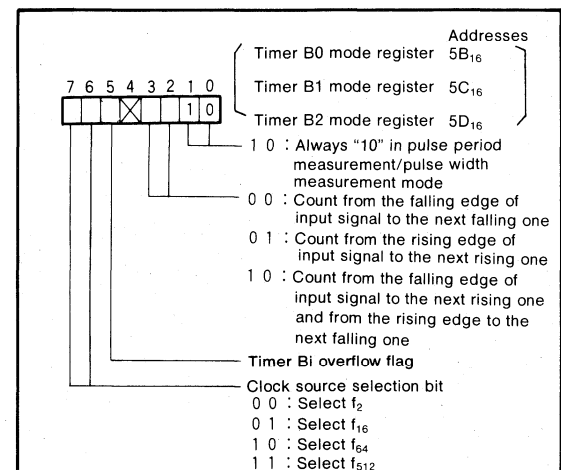 Addresses
Timer B0 mode register 5B₁₆
7 6 5 4 3 2 1 0
Timer B1 mode register 5C₁₆
1 0
Timer B2 mode register 5D₁₆
1 0 : Always "10" in pulse period
measurement/pulse width
measurement mode
0 0 : Count from the falling edge of
input signal to the next falling one
0 1 : Count from the rising edge of
input signal to the next rising one
1 0 : Count from the falling edge of
input signal to the next rising one
and from the rising edge to the
next falling one
Timer Bi overflow flag
Clock source selection bit
0 0 : Select f₂
0 1 : Select f₁₆
1 0 : Select f₆₄
1 1 : Select f₅₁₂